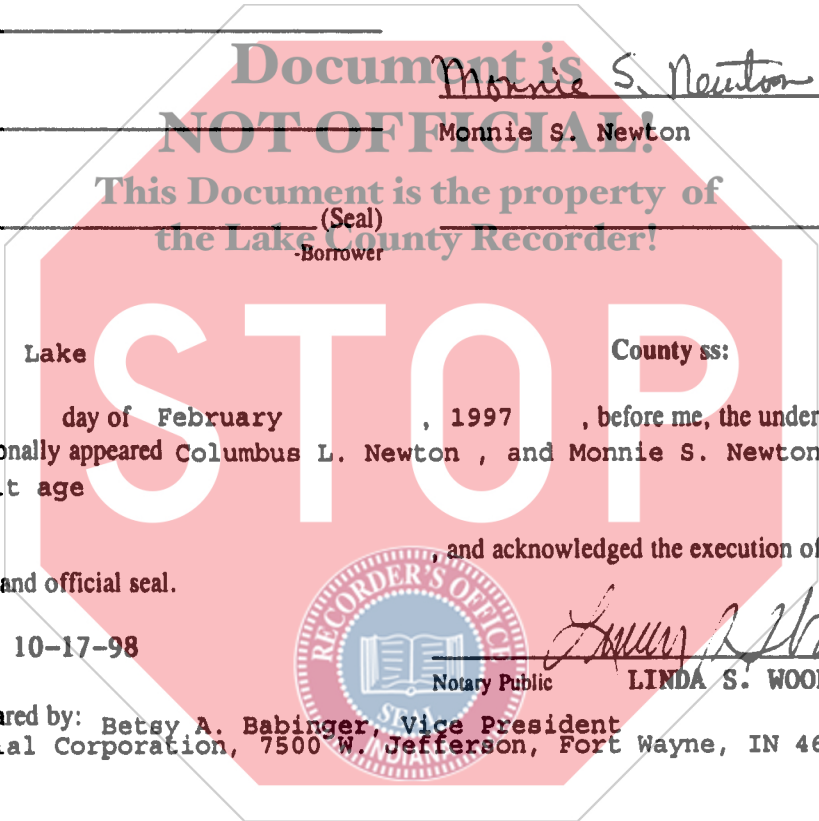 Document is
Monnie S. Newton
NOT OFFICIAL!
Monnie S. Newton
This Document is the property of
(Seal)
the Lake County Recorder!
-Borrower
STOP
Lake County ss:
day of February , 1997 , before me, the under
onally appeared Columbus L. Newton , and Monnie S. Newton
t age
, and acknowledged the execution of
and official seal.
RECORDER'S OFFICE
SEAL
INDIANA
10-17-98
Notary Public LINDA S. WOO
ared by: Betsy A. Babinger, Vice President
ial Corporation, 7500 W. Jefferson, Fort Wayne, IN 46